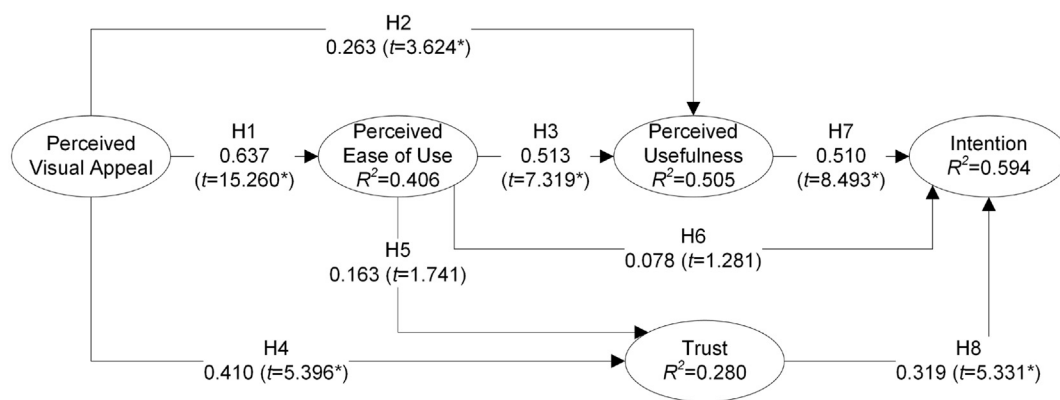 H2
0.263 (t=3.624*)
Perceived
Visual Appeal
H1
0.637
(t=15.260*)
Perceived
Ease of Use
R²=0.406
H3
0.513
(t=7.319*)
Perceived
Usefulness
R²=0.505
H7
0.510
(t=8.493*)
Intention
R²=0.594
H5
0.163 (t=1.741)
H6
0.078 (t=1.281)
H4
0.410 (t=5.396*)
Trust
R²=0.280
H8
0.319 (t=5.331*)